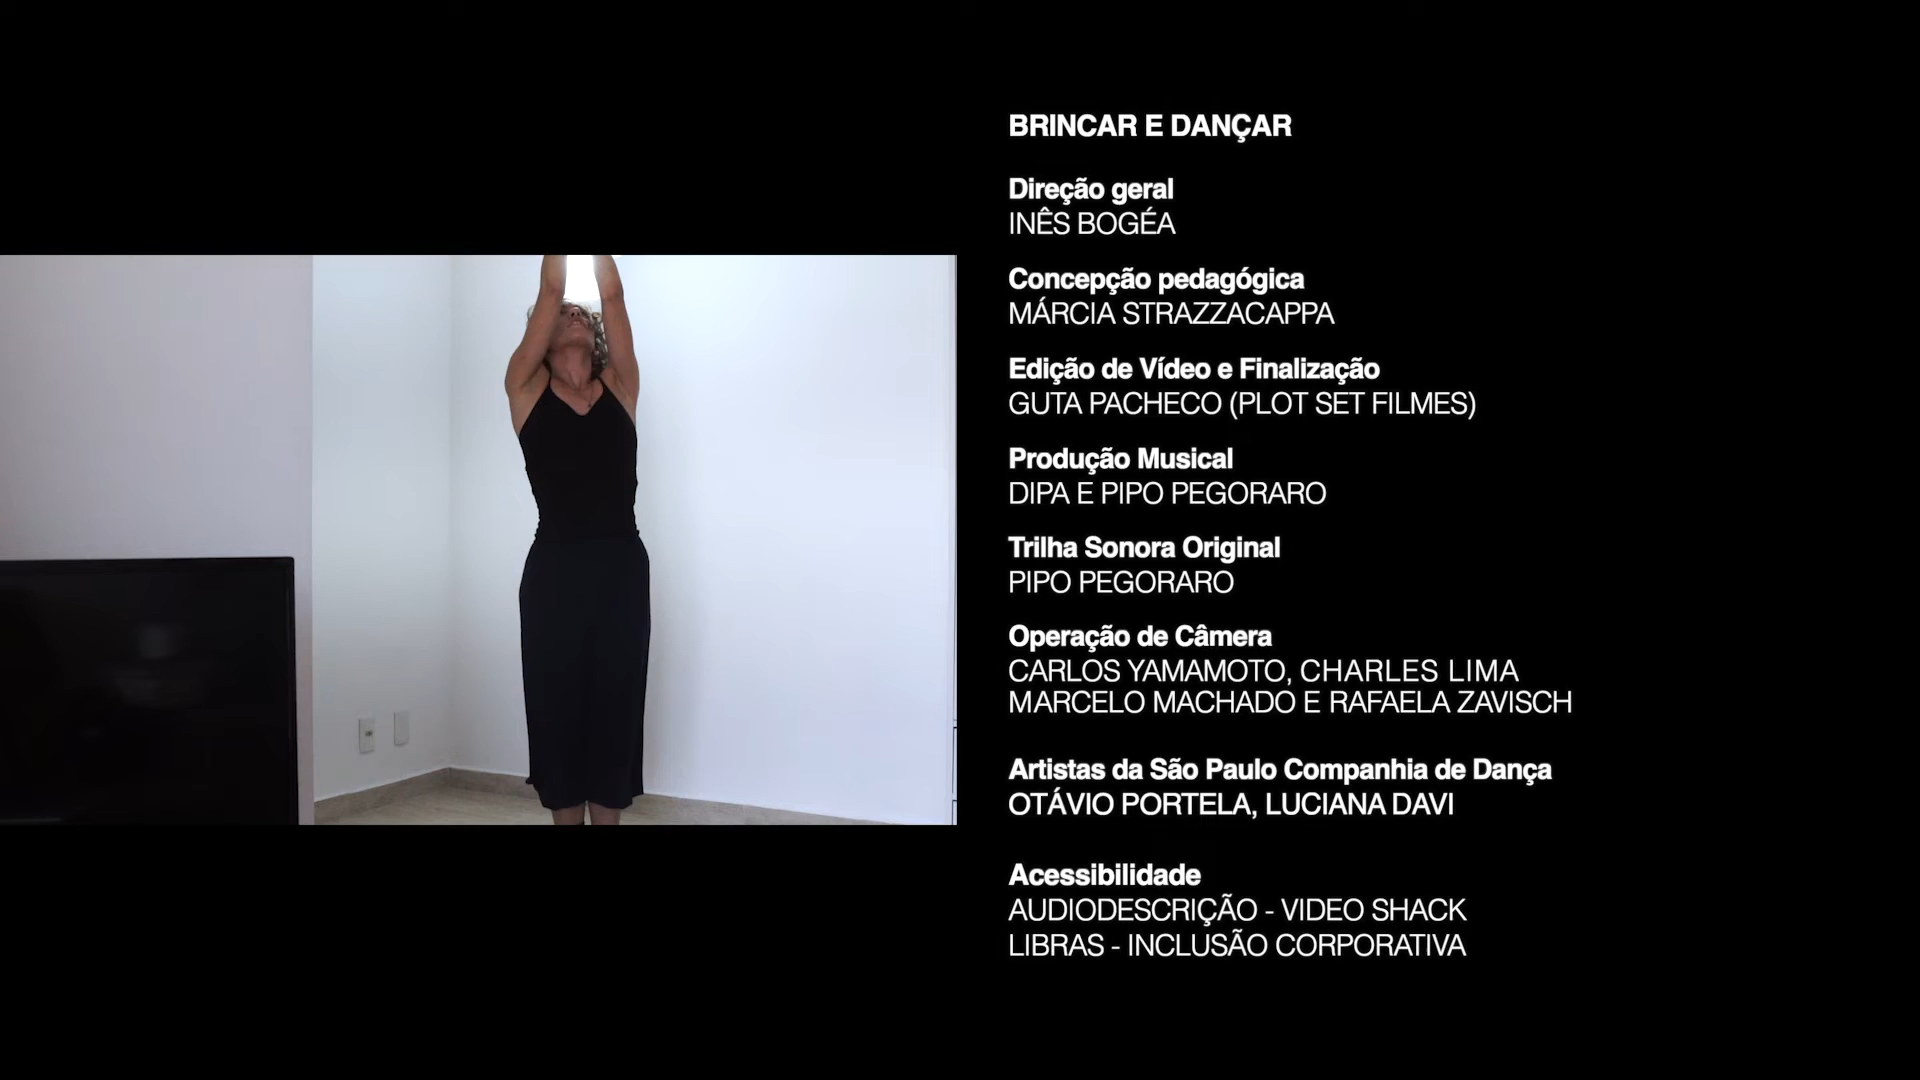 BRINCAR E DANÇAR
Direção geral
INÊS BOGÉA
Concepção pedagógica
MÁRCIA STRAZZACAPPA
Edição de Vídeo e Finalização
GUTA PACHECO (PLOT SET FILMES)
Produção Musical
DIPA E PIPO PEGORARO
Trilha Sonora Original
PIPO PEGORARO
Operação de Câmera
CARLOS YAMAMOTO, CHARLES LIMA
MARCELO MACHADO E RAFAELA ZAVISCH
Artistas da São Paulo Companhia de Dança
OTÁVIO PORTELA, LUCIANA DAVI
Acessibilidade
AUDIODESCRIÇÃO - VIDEO SHACK
LIBRAS - INCLUSÃO CORPORATIVA